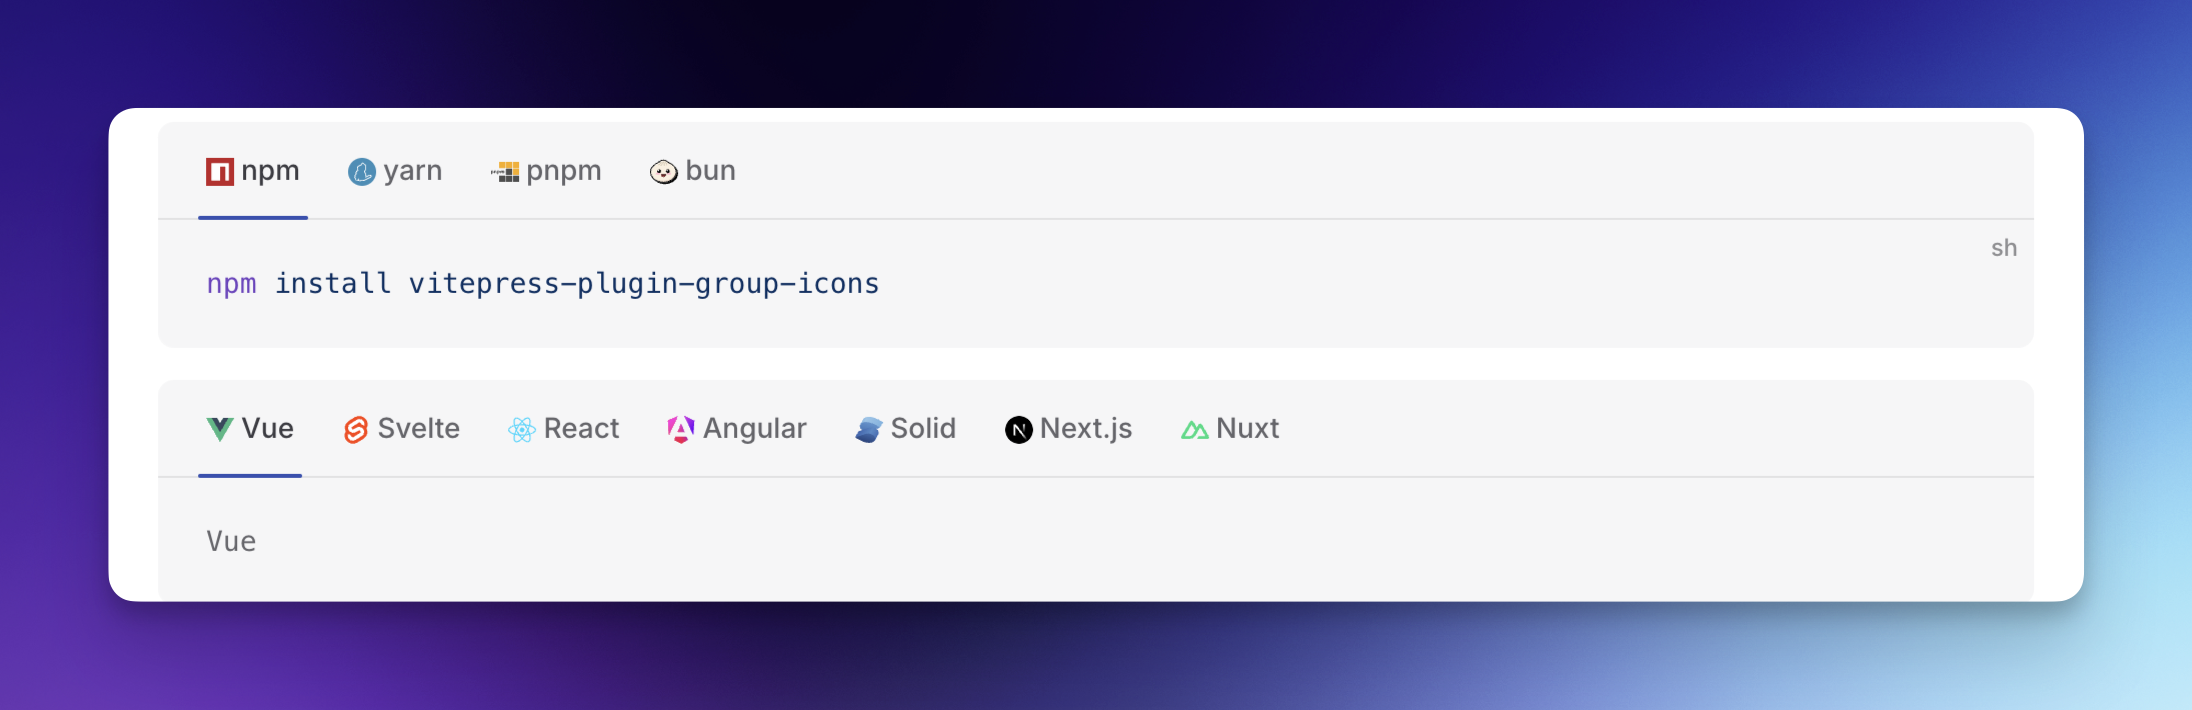 npm yarn pnpm bun
sh
npm install vitepress-plugin-group-icons
Vue Svelte React Angular Solid Next.js Nuxt
Vue